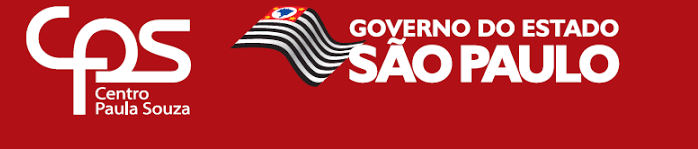 cps
Centro
Paula Souza
GOVERNO DO ESTADO
SÃO PAULO